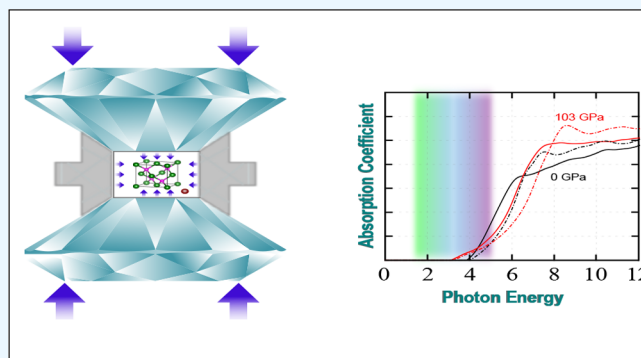 103 GPa
0 GPa
Absorption Coefficient
0 2 4 6 8 10 12
Photon Energy